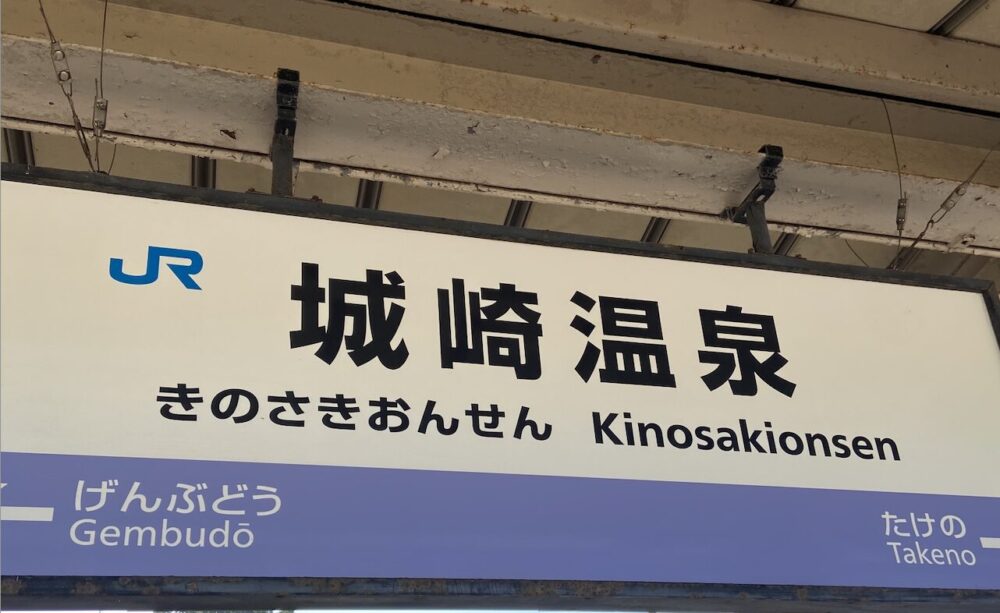 JR 城崎温泉
きのさきおんせん Kinosakionsen
げんぶどう
Gembudō
たけの
Takeno